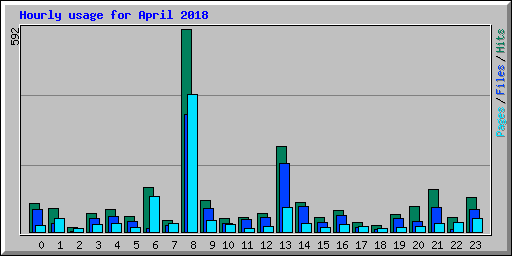 Hourly usage for April 2018
592
Pages / Files / Hits
0 1 2 3 4 5 6 7 8 9 10 11 12 13 14 15 16 17 18 19 20 21 22 23